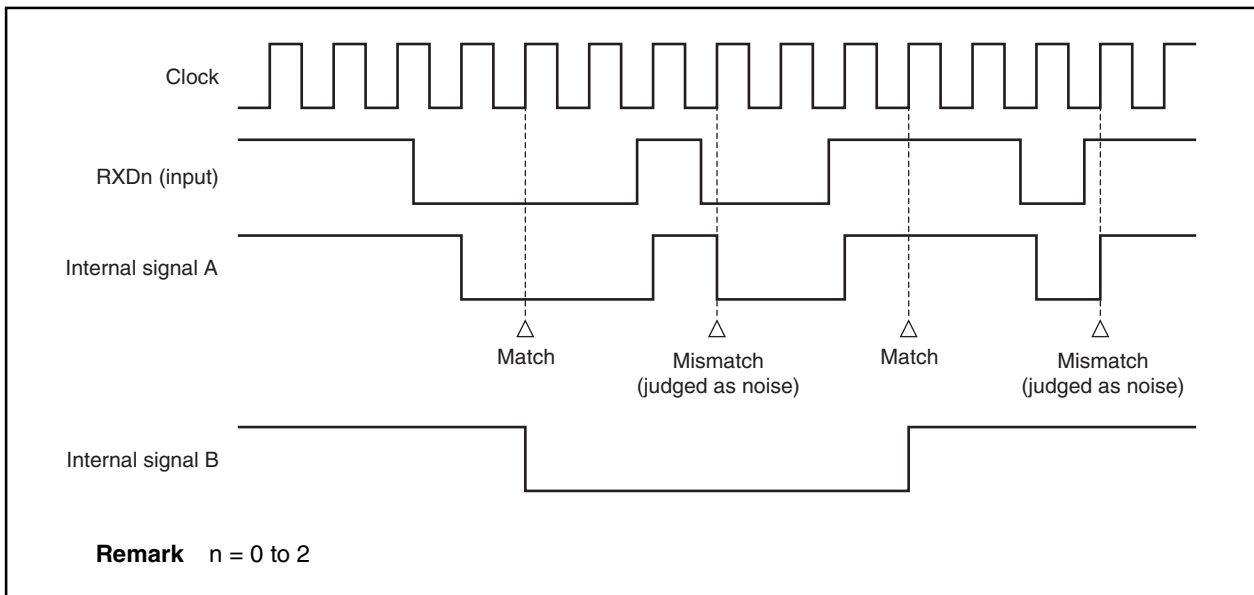 Clock
RXDn (input)
Internal signal A
Match
Mismatch
(judged as noise)
Match
Mismatch
(judged as noise)
Internal signal B
Remark n = 0 to 2